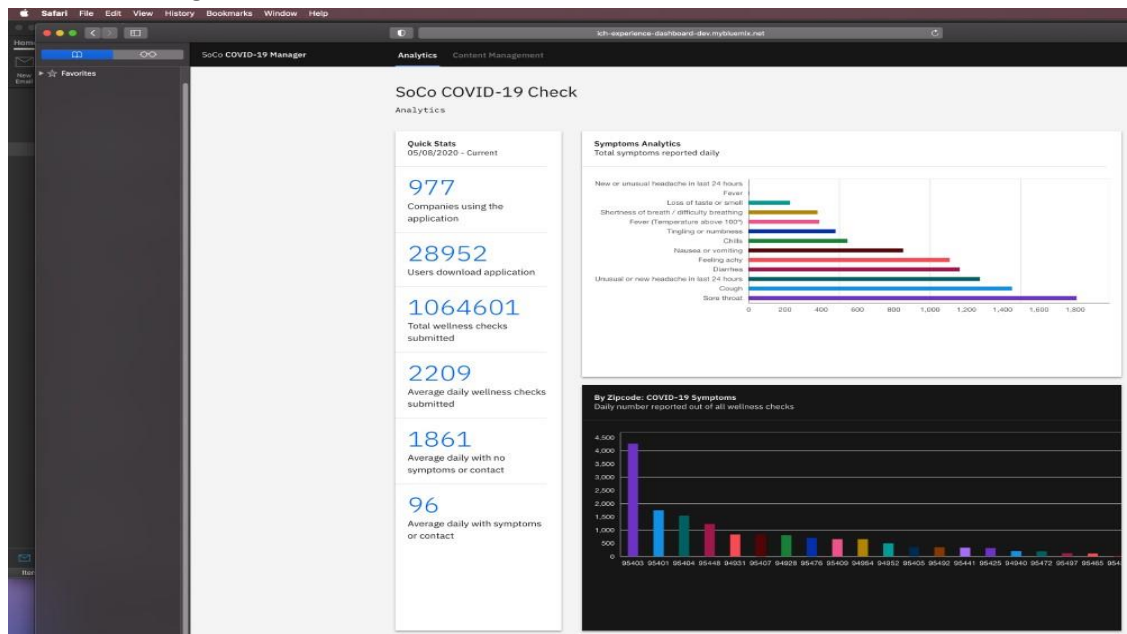 Safari File Edit View History Bookmarks Window Help
ich-experience-dashboard-dev.mybluemix.net
Hom
New
Email
Favorites
SoCo COVID-19 Manager
Analytics Content Management
SoCo COVID-19 Check
Analytics
Quick Stats
05/08/2020 - Current
977
Companies using the
application
28952
Users download application
1064601
Total wellness checks
submitted
2209
Average daily wellness checks
submitted
1861
Average daily with no
symptoms or contact
96
Average daily with symptoms
or contact
Symptoms Analytics
Total symptoms reported daily
New or unusual headache in last 24 hours
Fever
Loss of taste or smell
Shortness of breath / difficulty breathing
Fever (Temperature above 100°)
Tingling or numbness
Chills
Nausea or vomiting
Feeling achy
Diarrhea
Unusual or new headache in last 24 hours
Cough
Sore throat
0 200 400 600 800 1,000 1,200 1,400 1,600 1,800
By Zipcode: COVID-19 Symptoms
Daily number reported out of all wellness checks
4,500
4,000
3,500
3,000
2,500
2,000
1,500
1,000
500
0
95403 95401 95404 95448 94931 95407 94928 95476 95409 94954 94952 95405 95492 95441 95425 94940 95472 95497 95465